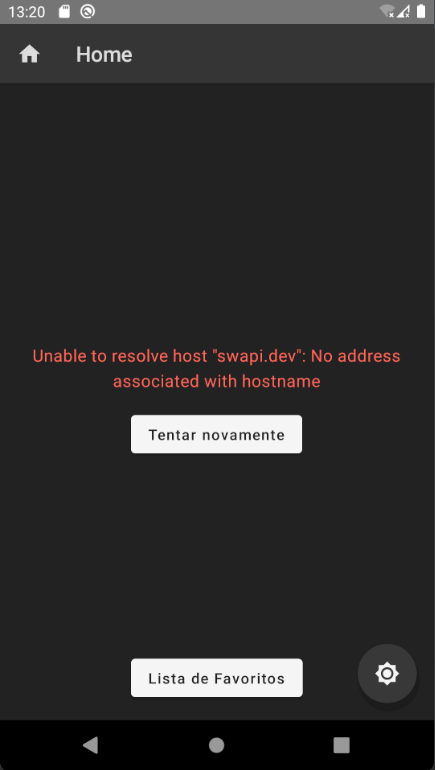 13:20
Home
Unable to resolve host "swapi.dev": No address
associated with hostname
Tentar novamente
Lista de Favoritos